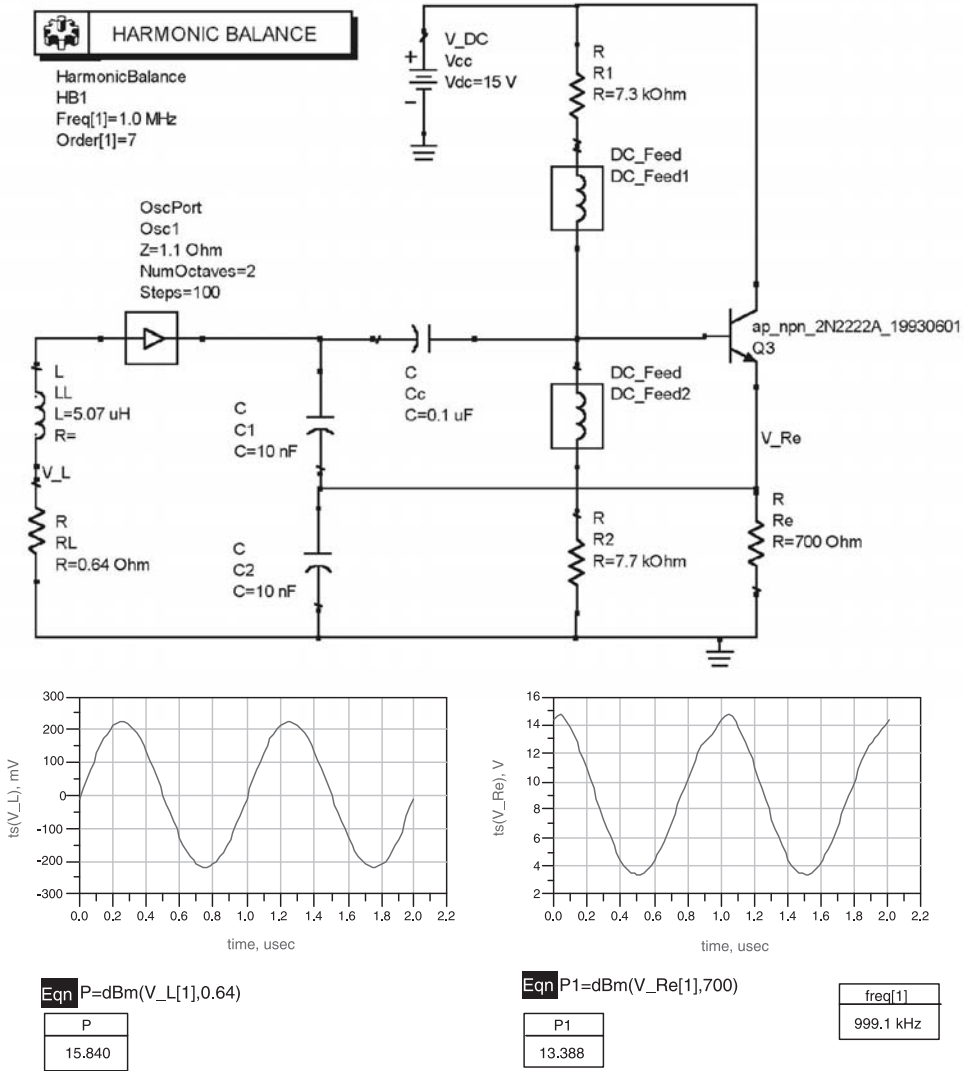 HARMONIC BALANCE
HarmonicBalance
HB1
Freq[1]=1.0 MHz
Order[1]=7
V_DC
Vcc
Vdc=15 V
+
−
R
R1
R=7.3 kOhm
DC_Feed
DC_Feed1
OscPort
Osc1
Z=1.1 Ohm
NumOctaves=2
Steps=100
ap_npn_2N2222A_19930601
Q3
L
LL
L=5.07 uH
R=
C
C1
C=10 nF
C
Cc
C=0.1 uF
DC_Feed
DC_Feed2
V_Re
V_L
R
RL
R=0.64 Ohm
C
C2
C=10 nF
R
R2
R=7.7 kOhm
R
Re
R=700 Ohm
ts(V_L), mV
300
200
100
0
-100
-200
-300
0.0 0.2 0.4 0.6 0.8 1.0 1.2 1.4 1.6 1.8 2.0 2.2
time, usec
ts(V_Re), V
16
14
12
10
8
6
4
2
0.0 0.2 0.4 0.6 0.8 1.0 1.2 1.4 1.6 1.8 2.0 2.2
time, usec
Eqn P=dBm(V_L[1],0.64)
P
15.840
Eqn P1=dBm(V_Re[1],700)
P1
13.388
freq[1]
999.1 kHz